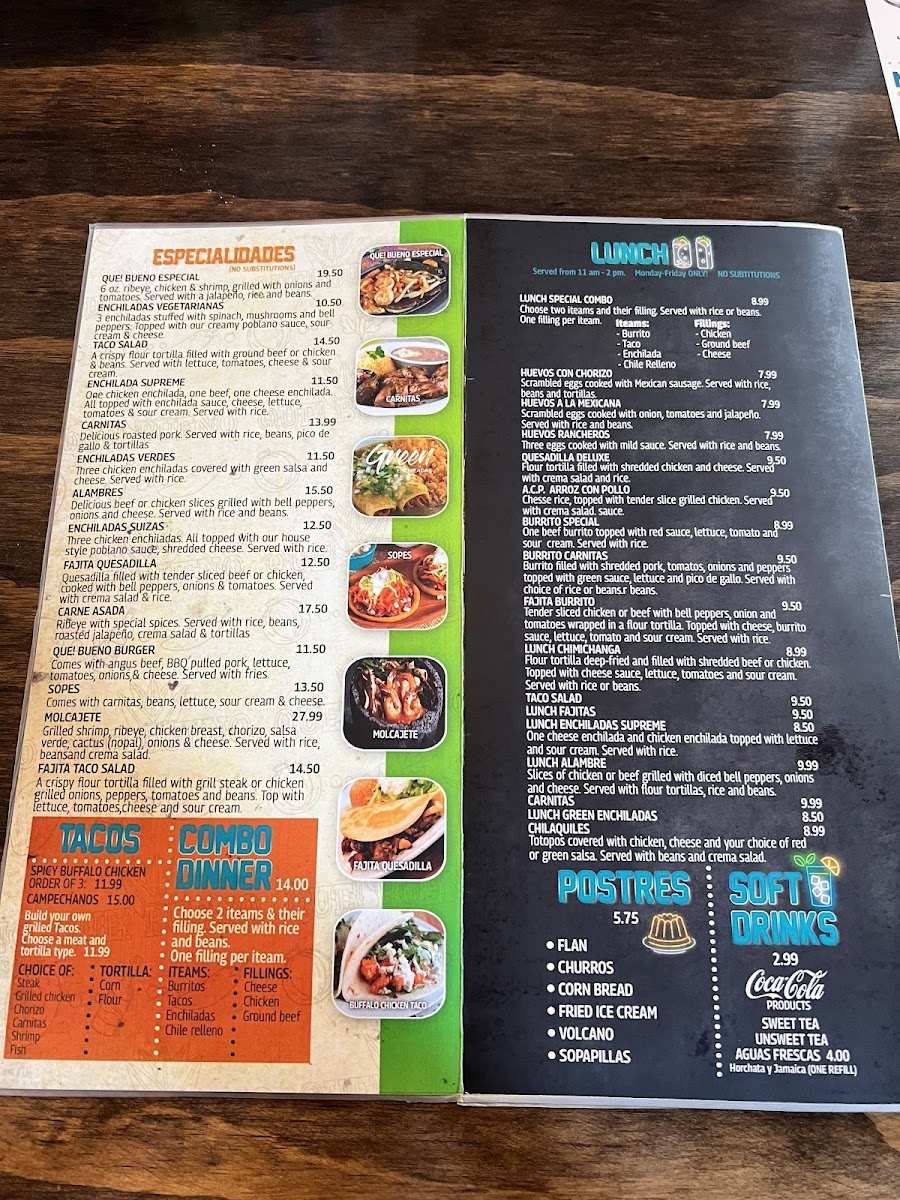 ESPECIALIDADES
(NO SUBSTITUTIONS)
QUE! BUENO ESPECIAL 19.50
6 oz. ribeye, chicken & shrimp, grilled with onions and
tomatoes. Served with a jalapeño, rice and beans.
ENCHILADAS VEGETARIANAS 10.50
3 enchiladas stuffed with spinach, mushrooms and bell
peppers. Topped with our creamy poblano sauce, sour
cream & cheese
TACO SALAD 14.50
A crispy flour tortilla filled with ground beef or chicken
& beans. Served with lettuce, tomatoes, cheese & sour
cream.
ENCHILADA SUPREME 11.50
One chicken enchilada, one beef, one cheese enchilada.
All topped with enchilada sauce, cheese, lettuce,
tomatoes & sour cream. Served with rice.
CARNITAS 13.99
Delicious roasted pork. Served with rice, beans, pico de
gallo & tortillas
ENCHILADAS VERDES 11.50
Three chicken enchiladas covered with green salsa and
cheese. Served with rice.
ALAMBRES 15.50
Delicious beef or chicken slices grilled with bell peppers,
onions and cheese. Served with rice and beans.
ENCHILADAS SUIZAS 12.50
Three chicken enchiladas. All topped with our house
style poblano sauce, shredded cheese. Served with rice.
FAJITA QUESADILLA 12.50
Quesadilla filled with tender sliced beef or chicken,
cooked with bell peppers, onions & tomatoes. Served
with crema salad & rice.
CARNE ASADA 17.50
Ribeye with special spices. Served with rice, beans,
roasted jalapeño, crema salad & tortillas
QUE! BUENO BURGER 11.50
Comes with angus beef, BBQ pulled pork, lettuce,
tomatoes, onions & cheese. Served with fries.
SOPES 13.50
Comes with carnitas, beans, lettuce, sour cream & cheese.
MOLCAJETE 27.99
Grilled shrimp, ribeye, chicken breast, chorizo, salsa
verde, cactus (nopal), onions & cheese. Served with rice,
beansand crema salad.
FAJITA TACO SALAD 14.50
A crispy flour tortilla filled with grill steak or chicken
grilled onions, peppers, tomatoes and beans. Top with
lettuce, tomatoes,cheese and sour cream.
TACOS
SPICY BUFFALO CHICKEN
ORDER OF 3: 11.99
CAMPECHANOS 15.00
Build your own
grilled Tacos.
Choose a meat and
tortilla type. 11.99
CHOICE OF:
Steak
Grilled chicken
Chorizo
Carnitas
Shrimp
Fish
TORTILLA:
Corn
Flour
COMBO
DINNER 14.00
Choose 2 iteams & their
filling. Served with rice
and beans.
One filling per iteam.
ITEAMS:
Burritos
Tacos
Enchiladas
Chile relleno
FILLINGS:
Cheese
Chicken
Ground beef
QUE! BUENO ESPECIAL
CARNITAS
Green
SOPES
MOLCAJETE
FAJITA QUESADILLA
BUFFALO CHICKEN TACO
LUNCH
Served from 11 am - 2 pm. Monday-Friday ONLY! NO SUBTITUTIONS
LUNCH SPECIAL COMBO 8.99
Choose two items and their filling. Served with rice or beans.
One filling per iteam.
Iteams:
- Burrito
- Taco
- Enchilada
- Chile Relleno
Fillings:
- Chicken
- Ground beef
- Cheese
HUEVOS CON CHORIZO 7.99
Scrambled eggs cooked with Mexican sausage. Served with rice,
beans and tortillas.
HUEVOS A LA MEXICANA 7.99
Scrambled eggs cooked with onion, tomatoes and jalapeño.
Served with rice and beans.
HUEVOS RANCHEROS 7.99
Three eggs cooked with mild sauce. Served with rice and beans.
QUESADILLA DELUXE 9.50
Flour tortilla filled with shredded chicken and cheese. Served
with crema salad and rice.
A.C.P. ARROZ CON POLLO 9.50
Chesse rice, topped with tender slice grilled chicken. Served
with crema salad. sauce.
BURRITO SPECIAL 8.99
One beef burrito topped with red sauce, lettuce, tomato and
sour cream. Served with rice.
BURRITO CARNITAS 9.50
Burrito filled with shredded pork, tomatos, onions and peppers
topped with green sauce, lettuce and pico de gallo. Served with
choice of rice or beans.r beans.
FAJITA BURRITO 9.50
Tender sliced chicken or beef with bell peppers, onion and
tomatoes wrapped in a flour tortilla. Topped with cheese, burrito
sauce, lettuce, tomato and sour cream. Served with rice.
LUNCH CHIMICHANGA 8.99
Flour tortilla deep-fried and filled with shredded beef or chicken.
Topped with cheese sauce, lettuce, tomatoes and sour cream.
Served with rice or beans.
TACO SALAD 9.50
LUNCH FAJITAS 9.50
LUNCH ENCHILADAS SUPREME 8.50
One cheese enchilada and chicken enchilada topped with lettuce
and sour cream. Served with rice.
LUNCH ALAMBRE 9.99
Slices of chicken or beef grilled with diced bell peppers, onions
and cheese. Served with flour tortillas, rice and beans.
CARNITAS 9.99
LUNCH GREEN ENCHILADAS 8.50
CHILAQUILES 8.99
Totopos covered with chicken, cheese and your choice of red
or green salsa. Served with beans and crema salad.
POSTRES
5.75
• FLAN
• CHURROS
• CORN BREAD
• FRIED ICE CREAM
• VOLCANO
• SOPAPILLAS
SOFT
DRINKS
2.99
Coca-Cola
PRODUCTS
SWEET TEA
UNSWEET TEA
AGUAS FRESCAS 4.00
Horchata y Jamaica (ONE REFILL)